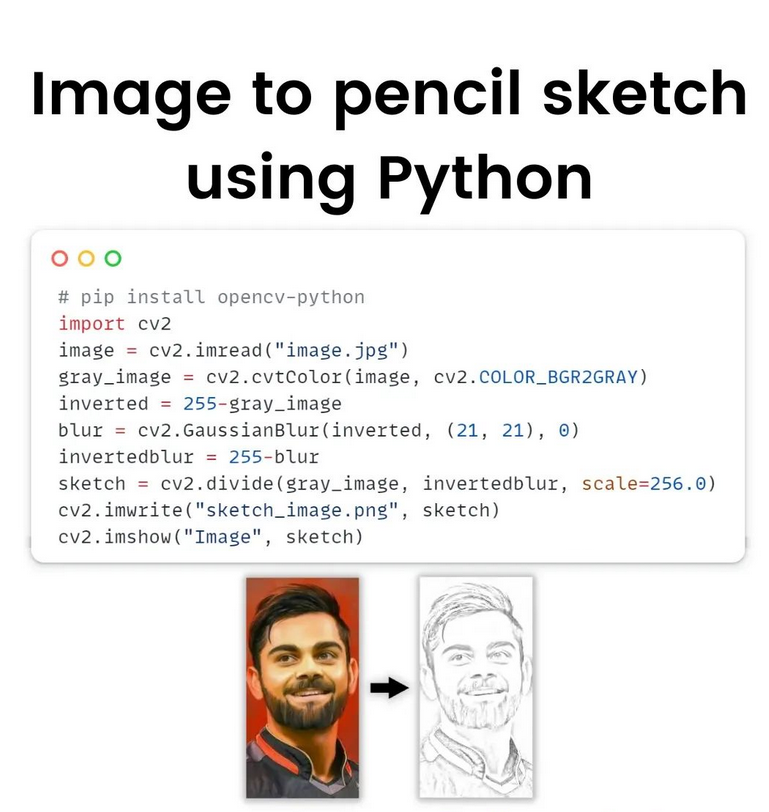 Image to pencil sketch
using Python
# pip install opencv-python
import cv2
image = cv2.imread("image.jpg")
gray_image = cv2.cvtColor(image, cv2.COLOR_BGR2GRAY)
inverted = 255-gray_image
blur = cv2.GaussianBlur(inverted, (21, 21), 0)
invertedblur = 255-blur
sketch = cv2.divide(gray_image, invertedblur, scale=256.0)
cv2.imwrite("sketch_image.png", sketch)
cv2.imshow("Image", sketch)